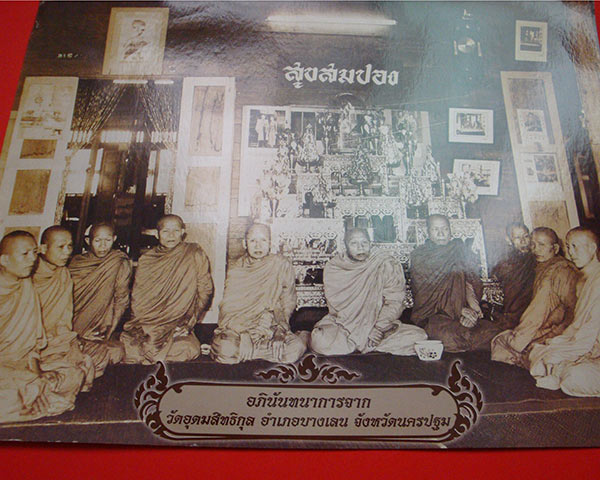 สุขสมปอง
อภินันทนาการจาก
วัดอุดมสิทธิกุล อำเภอบางเลน จังหวัดนครปฐม